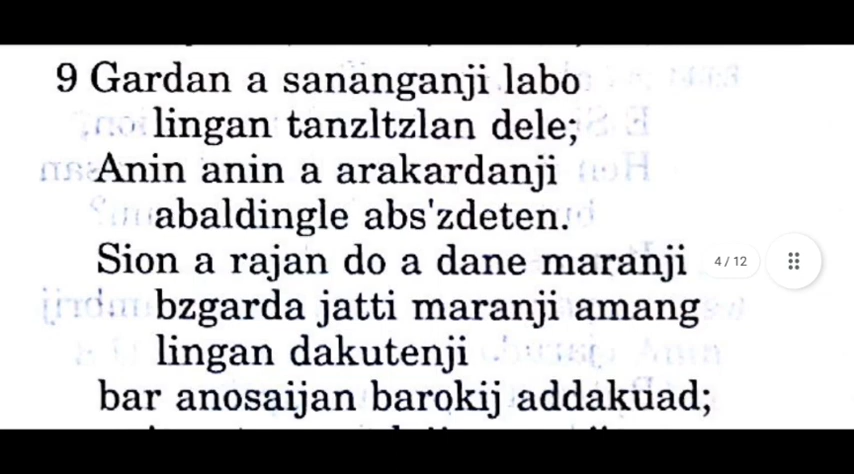 9 Gardan a sananganji labo
lingan tanzltzlan dele;
Anin anin a arakardanji
abaldingle abs'zdeten.
Sion a rajan do a dane maranji
bzgarda jatti maranji amang
lingan dakutenji
bar anosaijan barokij addakuad;
4 / 12